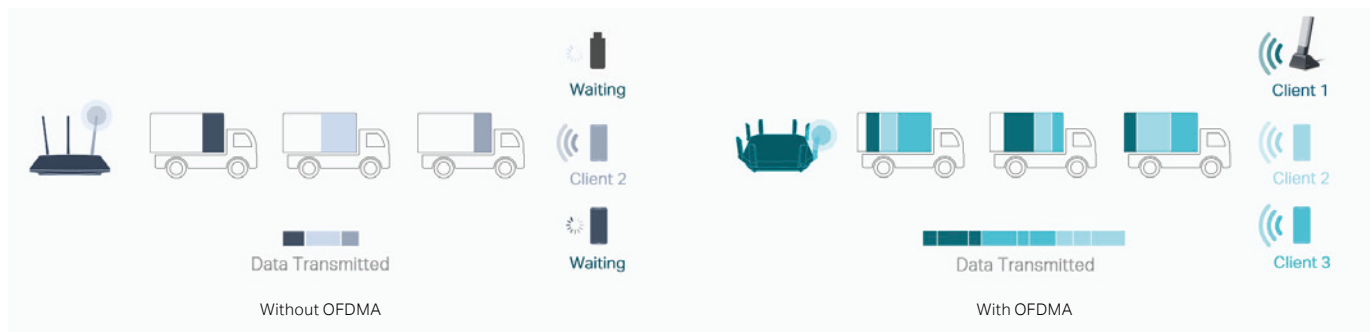 Waiting
Client 2
Waiting
Data Transmitted
Without OFDMA
Client 1
Client 2
Client 3
Data Transmitted
With OFDMA